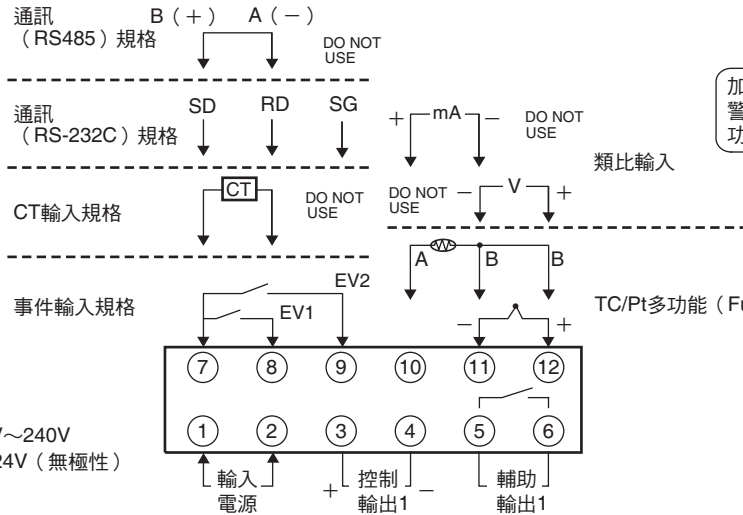 通訊 B（＋） A（－）
（RS485）規格
DO NOT
USE
通訊
（RS-232C）規格
SD RD SG
＋ mA －
DO NOT
USE
類比輸入
加
警
功
CT輸入規格
CT
DO NOT
USE
DO NOT
USE
－ V ＋
A B B
事件輸入規格
EV2
EV1
－ ＋
TC/Pt多功能（Fu
7 8 9 10 11 12
1 2 3 4 5 6
V～240V
24V（無極性）
輸入
電源
＋ 控制 －
輸出1
輔助
輸出1